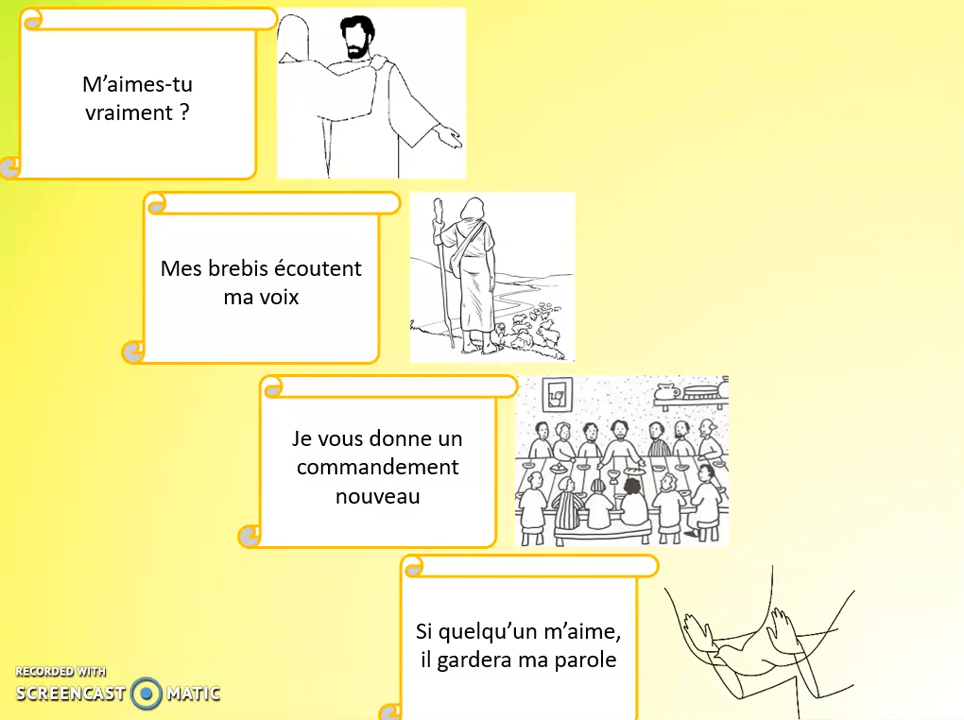 M’aimes-tu
vraiment ?
Mes brebis écoutent
ma voix
Je vous donne un
commandement
nouveau
Si quelqu’un m’aime,
il gardera ma parole
RECORDED WITH
SCREENCAST MATIC